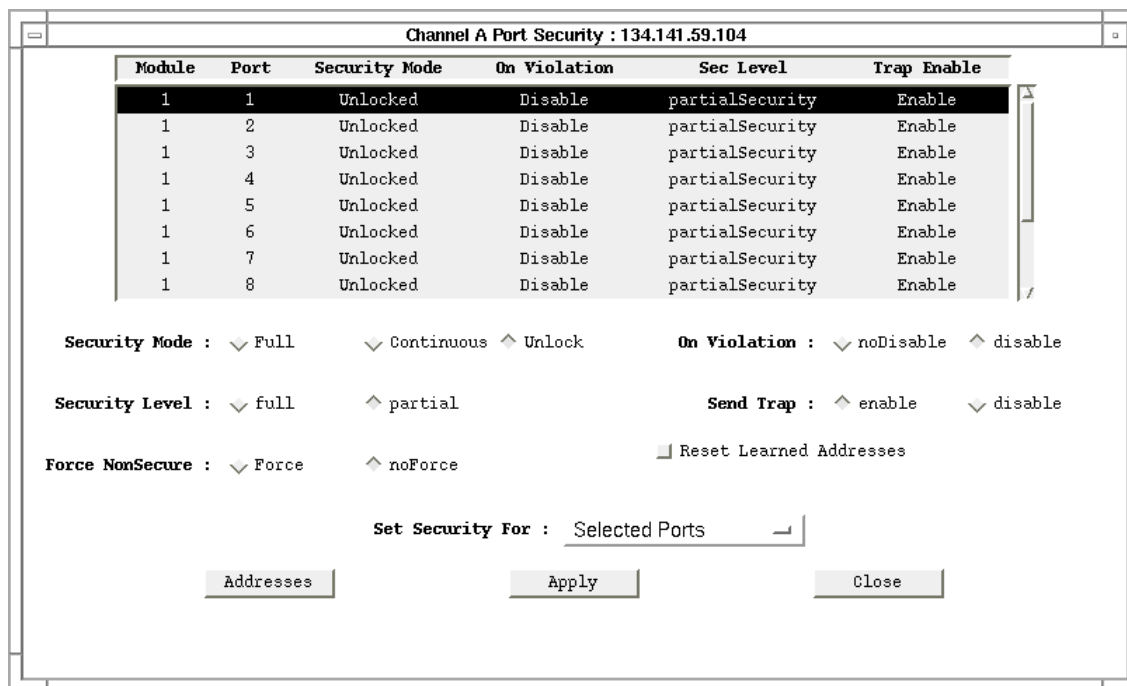 Channel A Port Security : 134.141.59.104
Module Port Security Mode On Violation Sec Level Trap Enable
1 1 Unlocked Disable partialSecurity Enable
1 2 Unlocked Disable partialSecurity Enable
1 3 Unlocked Disable partialSecurity Enable
1 4 Unlocked Disable partialSecurity Enable
1 5 Unlocked Disable partialSecurity Enable
1 6 Unlocked Disable partialSecurity Enable
1 7 Unlocked Disable partialSecurity Enable
1 8 Unlocked Disable partialSecurity Enable
Security Mode : Full Continuous Unlock On Violation : noDisable disable
Security Level : full partial Send Trap : enable disable
Reset Learned Addresses
Force NonSecure : Force noForce
Set Security For : Selected Ports
Addresses Apply Close